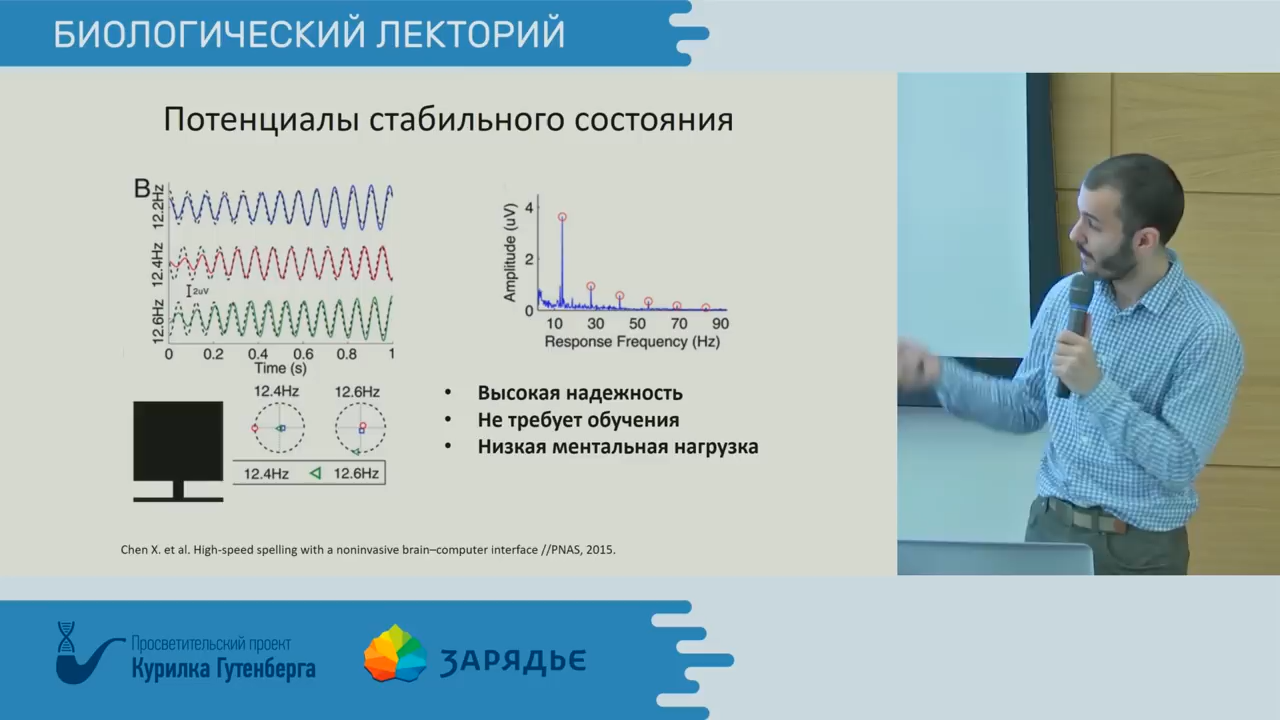 БИОЛОГИЧЕСКИЙ ЛЕКТОРИЙ
Потенциалы стабильного состояния
B
12.2Hz
12.4Hz
12.6Hz
2uV
0 0.2 0.4 0.6 0.8 1
Time (s)
Amplitude (uV)
4
2
0
10 30 50 70 90
Response Frequency (Hz)
12.4Hz 12.6Hz
12.4Hz 12.6Hz
• Высокая надежность
• Не требует обучения
• Низкая ментальная нагрузка
Chen X. et al. High-speed spelling with a noninvasive brain–computer interface //PNAS, 2015.
Просветительский проект
Курилка Гутенберга
ЗАРЯДЬЕ